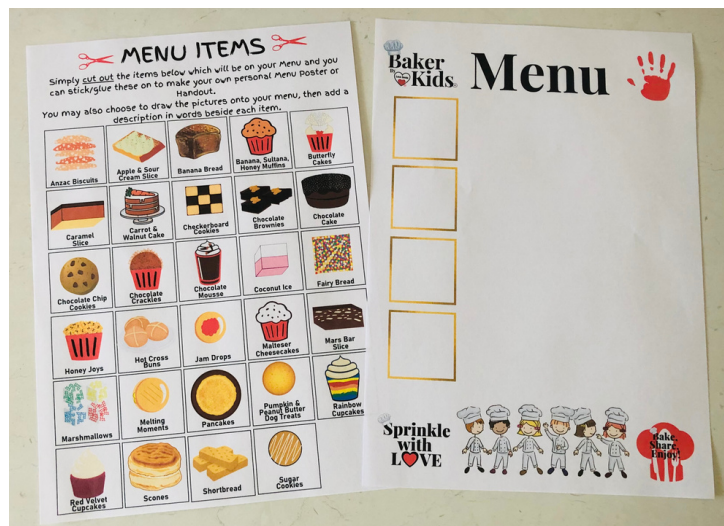 MENU ITEMS
Simply cut out the items below which will be on your Menu and you
can stick/glue these on to make your own personal Menu Poster or
Handout.
You may also choose to draw the pictures onto your menu, then add a
description in words beside each item.
Anzac Biscuits
Apple & Sour
Cream Slice
Banana Bread
Banana, Sultana,
Honey Muffins
Butterfly
Cakes
Caramel
Slice
Carrot &
Walnut Cake
Checkerboard
Cookies
Chocolate
Brownies
Chocolate
Cake
Chocolate Chip
Cookies
Chocolate
Crackles
Chocolate
Mousse
Coconut Ice
Fairy Bread
Honey Joys
Hot Cross
Buns
Jam Drops
Malteser
Cheesecakes
Mars Bar
Slice
Marshmallows
Melting
Moments
Pancakes
Pumpkin &
Peanut Butter
Dog Treats
Rainbow
Cupcakes
Red Velvet
Cupcakes
Scones
Shortbread
Sugar
Cookies
Baker
Kids
Menu
Sprinkle
with
LOVE
Bake,
Share,
Enjoy!